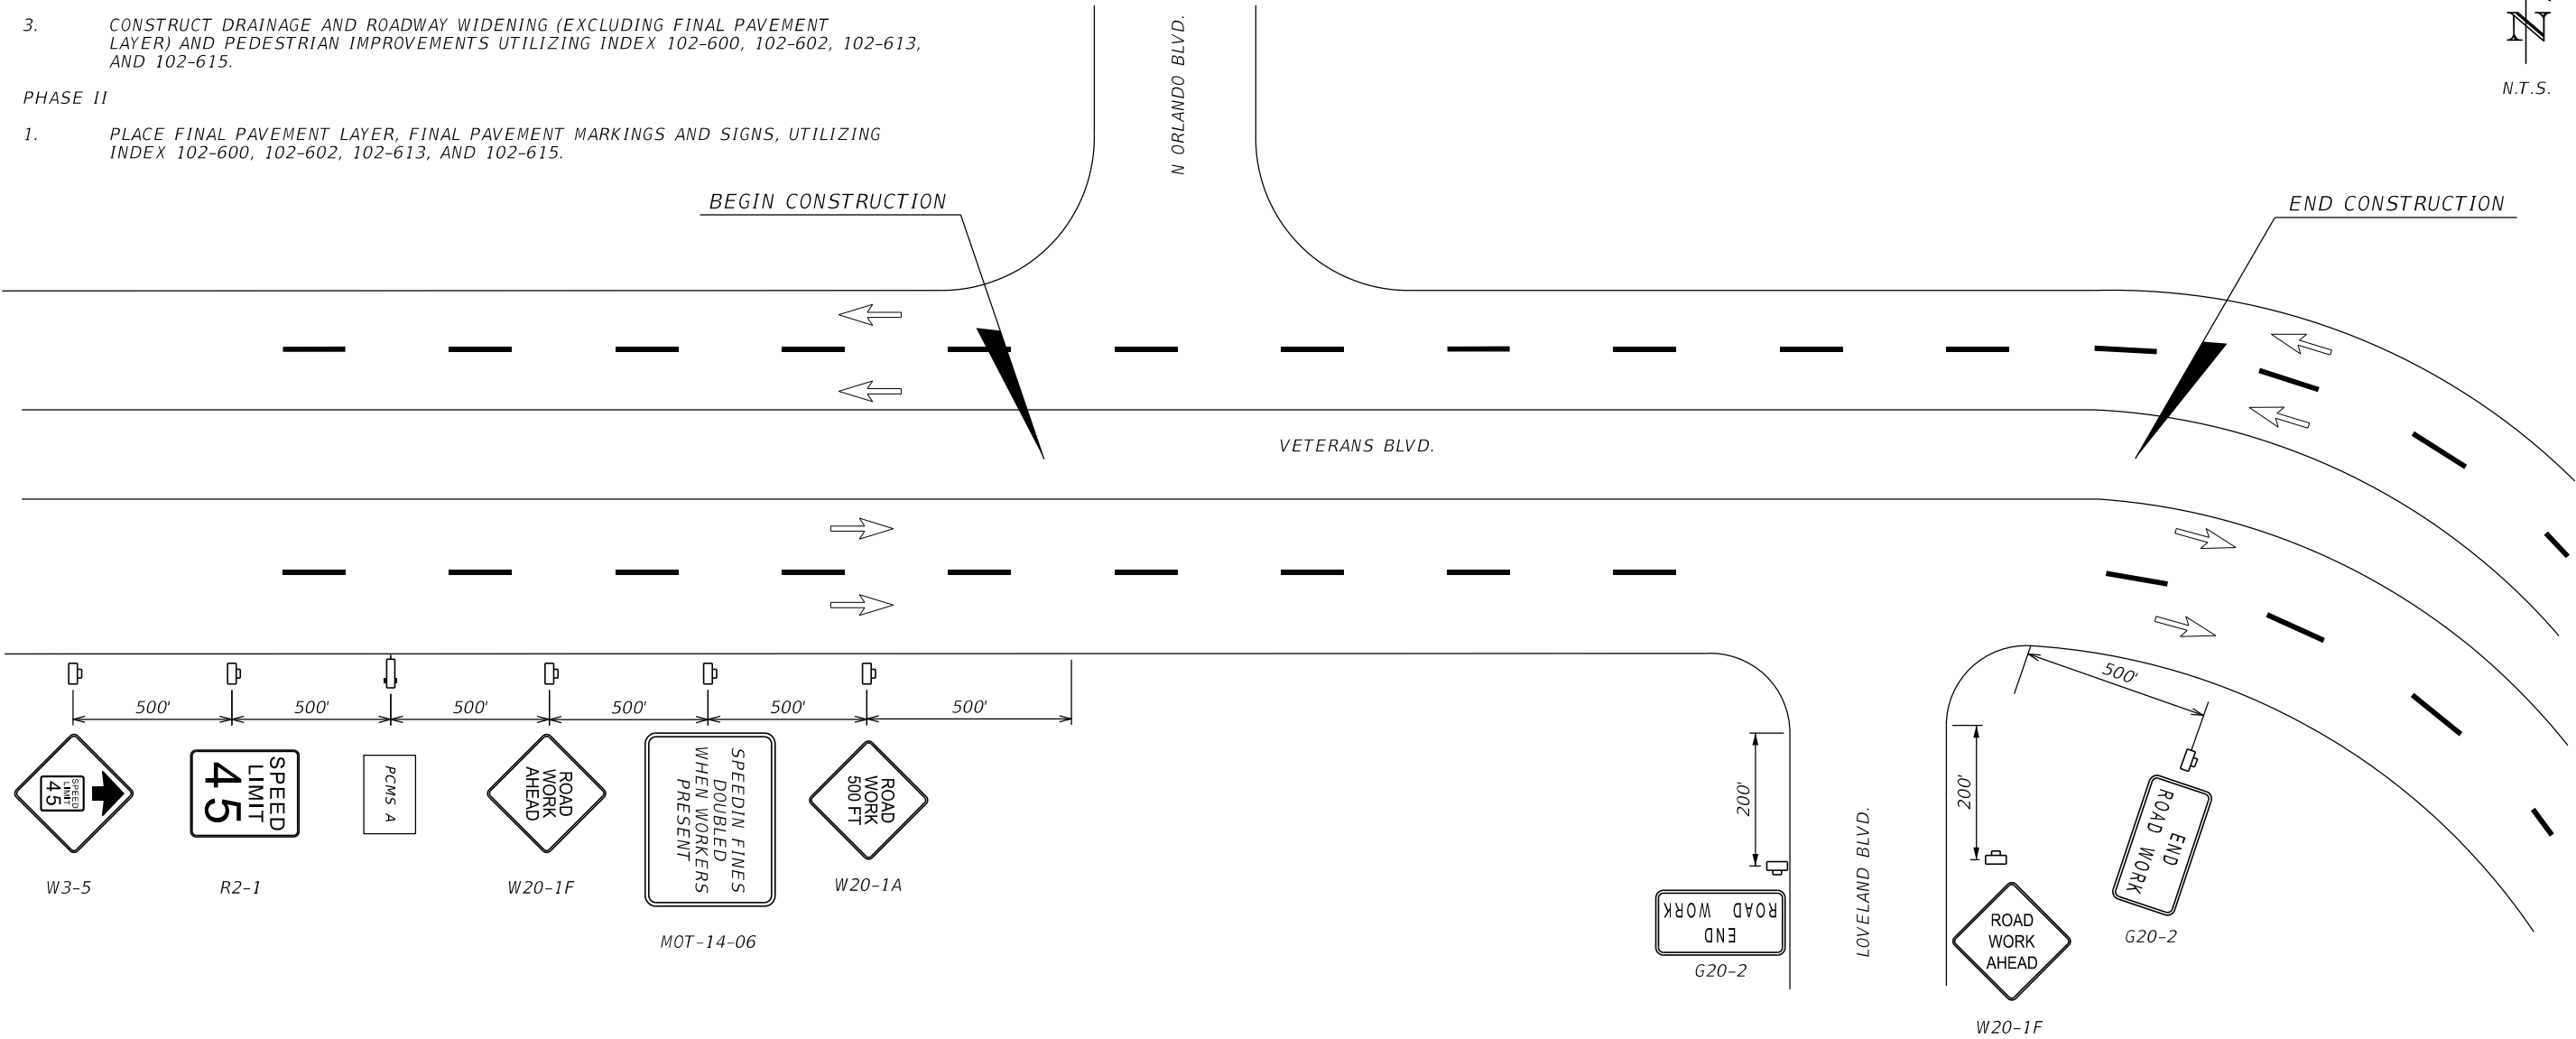 3. CONSTRUCT DRAINAGE AND ROADWAY WIDENING (EXCLUDING FINAL PAVEMENT
LAYER) AND PEDESTRIAN IMPROVEMENTS UTILIZING INDEX 102-600, 102-602, 102-613,
AND 102-615.
PHASE II
1. PLACE FINAL PAVEMENT LAYER, FINAL PAVEMENT MARKINGS AND SIGNS, UTILIZING
INDEX 102-600, 102-602, 102-613, AND 102-615.
N ORLANDO BLVD.
N
N.T.S.
BEGIN CONSTRUCTION
END CONSTRUCTION
VETERANS BLVD.
500'
500'
500'
500'
500'
500'
500'
SPEED
LIMIT
45
W3-5
SPEED
LIMIT
45
R2-1
PCMS A
ROAD
WORK
AHEAD
W20-1F
SPEEDIN FINES
DOUBLED
WHEN WORKERS
PRESENT
MOT-14-06
ROAD
WORK
500 FT
W20-1A
200'
END
ROAD WORK
G20-2
LOVELAND BLVD.
200'
ROAD
WORK
AHEAD
W20-1F
END
ROAD WORK
G20-2